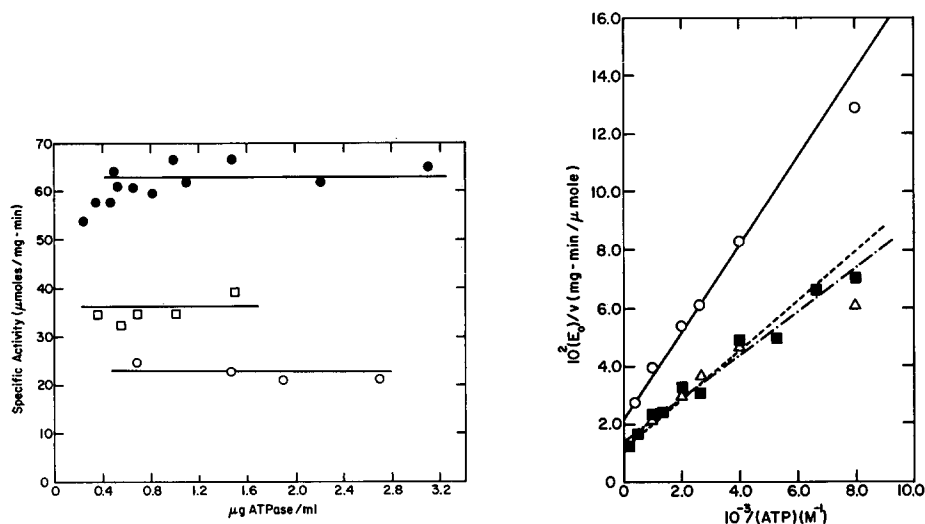 Specific Activity (μmoles/mg-min)
70
60
50
40
30
20
10
0
0 0.4 0.8 1.2 1.6 2.0 2.4 2.8 3.2
μg ATPase/ml
10²(E₀)/v (mg-min/μmole)
16.0
14.0
12.0
10.0
8.0
6.0
4.0
2.0
0
0 2.0 4.0 6.0 8.0 10.0
10⁻³/(ATP)(M⁻¹)